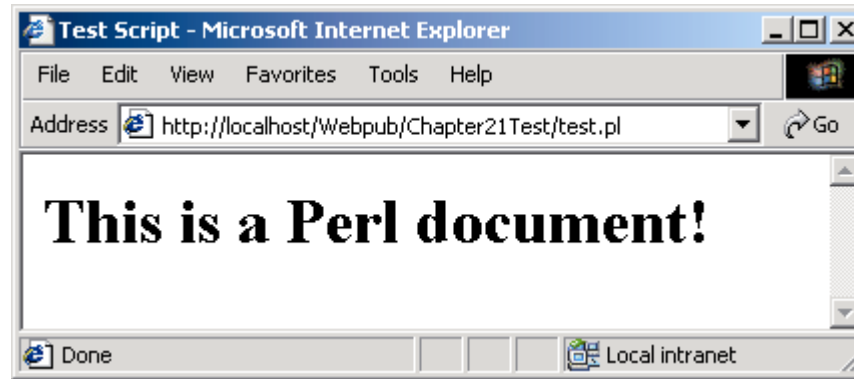 Test Script - Microsoft Internet Explorer
File Edit View Favorites Tools Help
Address http://localhost/Webpub/Chapter21Test/test.pl Go
This is a Perl document!
Done Local intranet